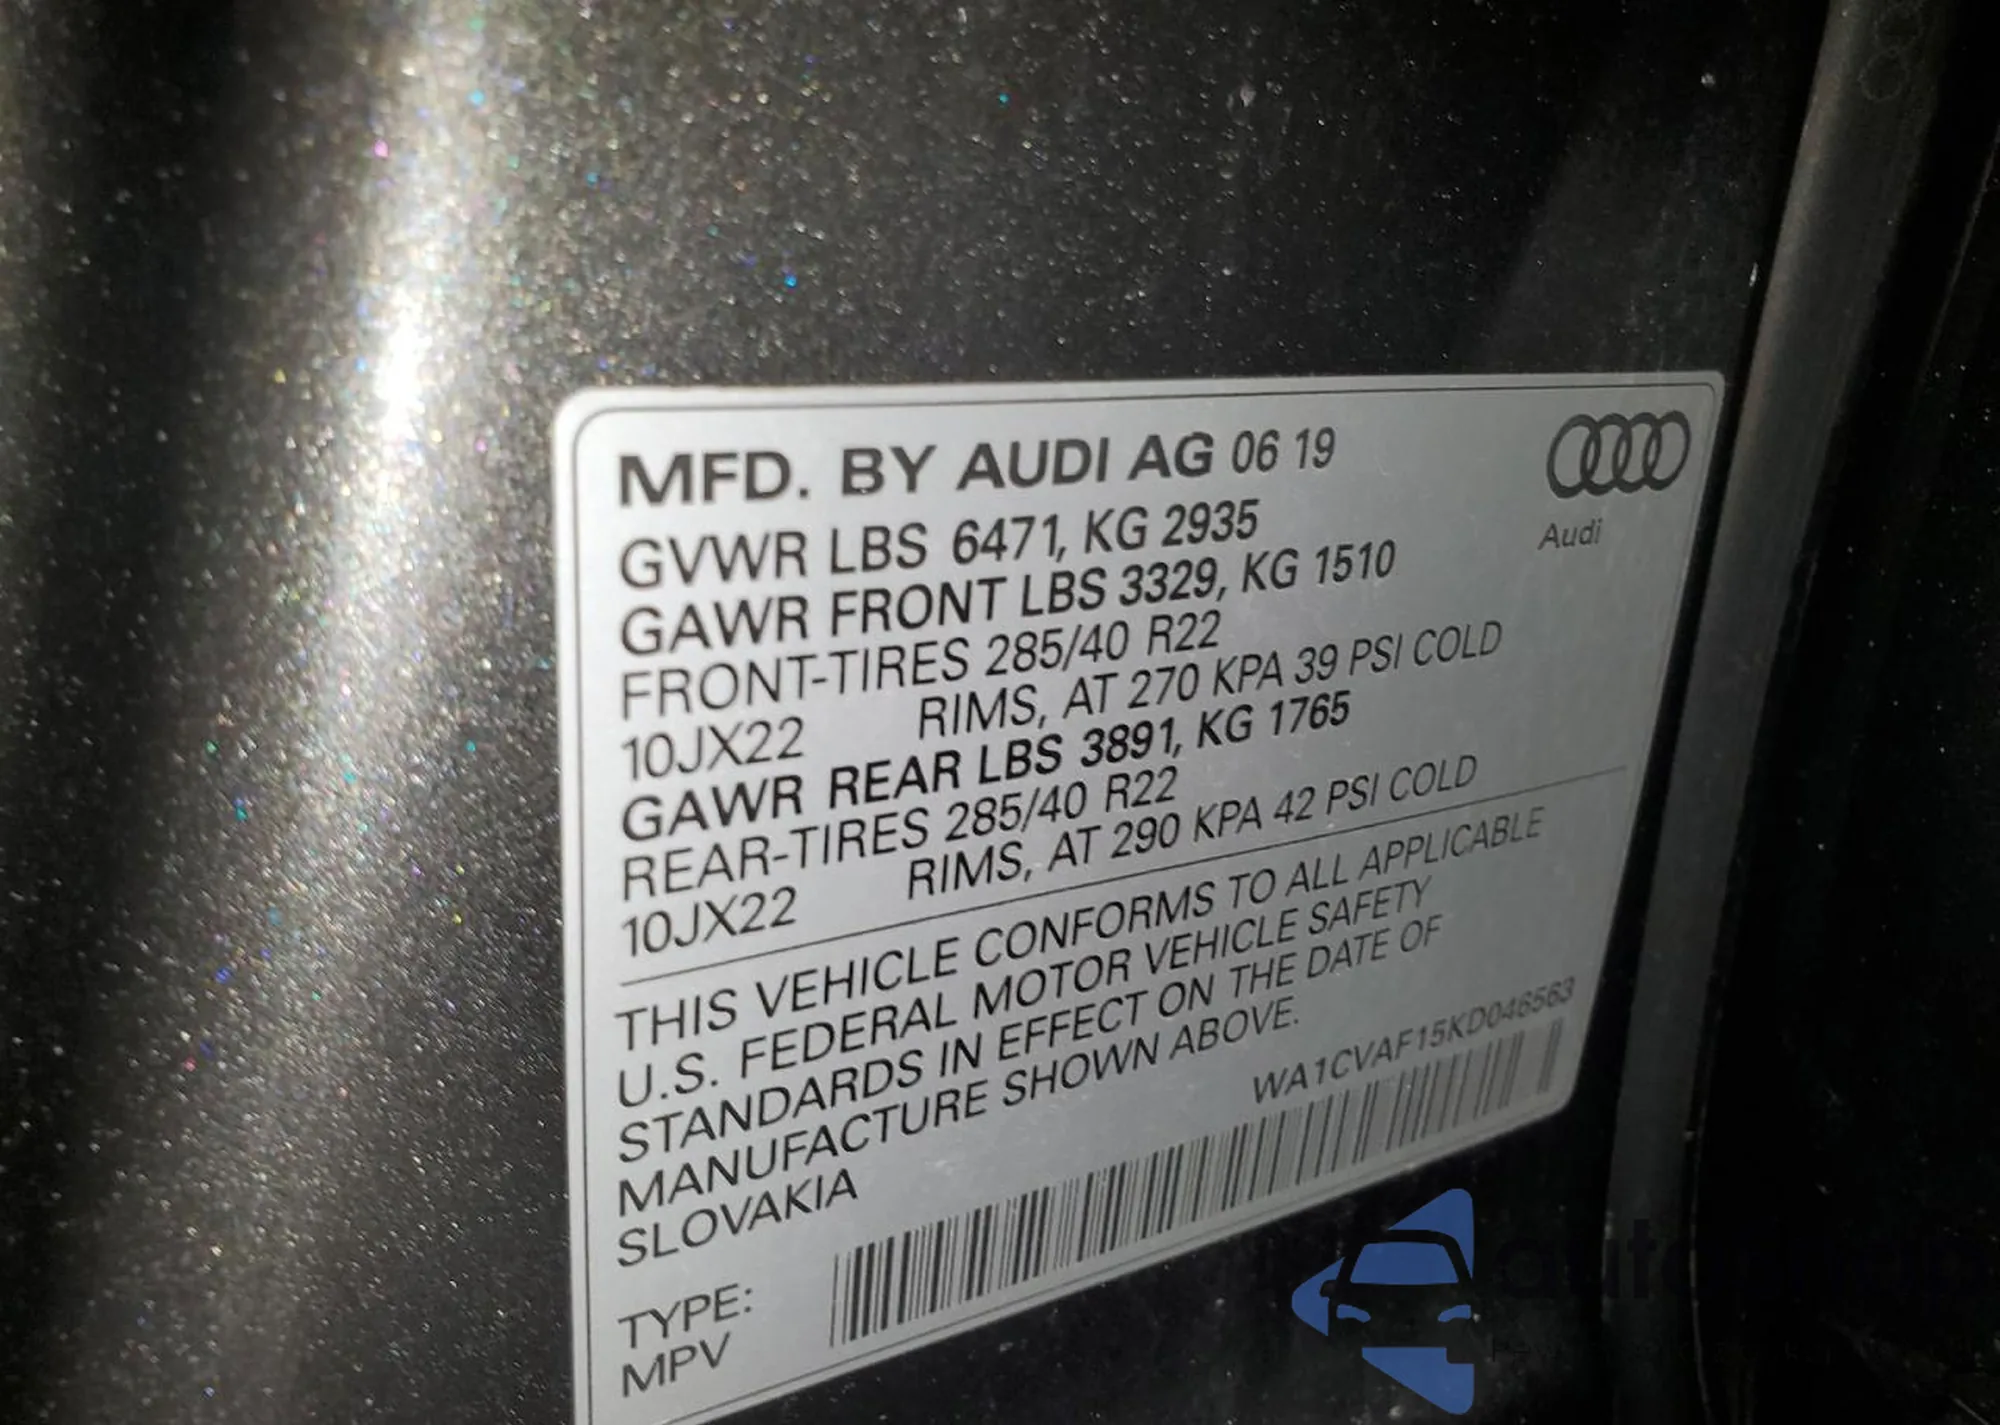 MFD. BY AUDI AG 06 19
Audi
GVWR LBS 6471, KG 2935
GAWR FRONT LBS 3329, KG 1510
FRONT-TIRES 285/40 R22
10JX22 RIMS, AT 270 KPA 39 PSI COLD
GAWR REAR LBS 3891, KG 1765
REAR-TIRES 285/40 R22
10JX22 RIMS, AT 290 KPA 42 PSI COLD
THIS VEHICLE CONFORMS TO ALL APPLICABLE
U.S. FEDERAL MOTOR VEHICLE SAFETY
STANDARDS IN EFFECT ON THE DATE OF
MANUFACTURE SHOWN ABOVE.
SLOVAKIA
WA1CVAF15KD046563
TYPE:
MPV